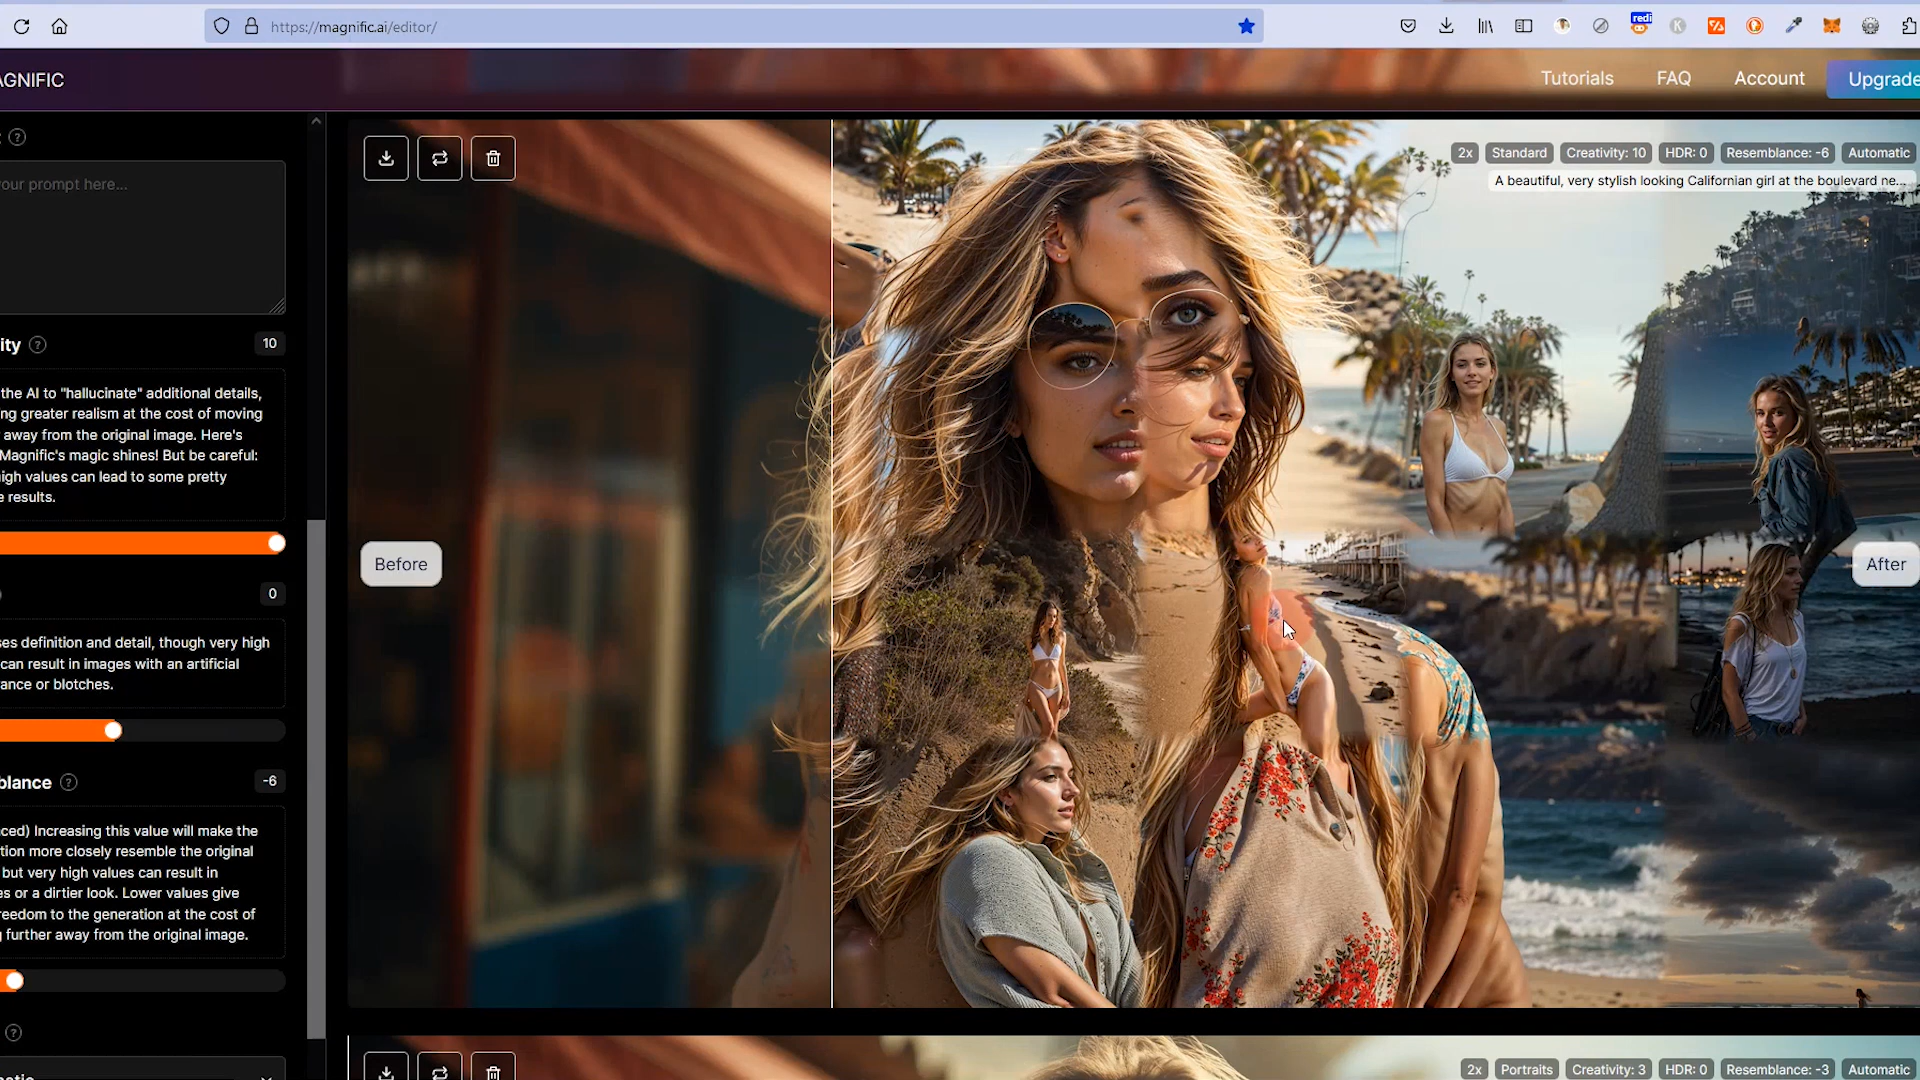 https://magnific.ai/editor/
redi
AGNIFIC
Tutorials
FAQ
Account
Upgrade
our prompt here...
ity
10
the AI to "hallucinate" additional details,
ng greater realism at the cost of moving
away from the original image. Here's
Magnific's magic shines! But be careful:
igh values can lead to some pretty
e results.
0
ses definition and detail, though very high
can result in images with an artificial
ance or blotches.
blance
-6
ced) Increasing this value will make the
tion more closely resemble the original
but very high values can result in
es or a dirtier look. Lower values give
reedom to the generation at the cost of
g further away from the original image.
2x
Standard
Creativity: 10
HDR: 0
Resemblance: -6
Automatic
A beautiful, very stylish looking Californian girl at the boulevard ne...
Before
After
2x
Portraits
Creativity: 3
HDR: 0
Resemblance: -3
Automatic